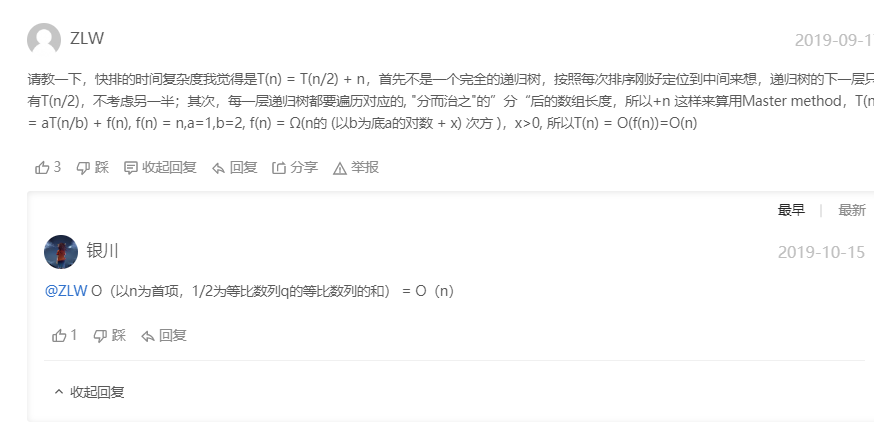 ZLW
2019-09-1
请教一下，快排的时间复杂度我觉得是T(n) = T(n/2) + n，首先不是一个完全的递归树，按照每次排序刚好定位到中间来想，递归树的下一层只
有T(n/2)，不考虑另一半；其次，每一层递归树都要遍历对应的, "分而治之"的”分“后的数组长度，所以+n 这样来算用Master method，T(n
= aT(n/b) + f(n), f(n) = n,a=1,b=2, f(n) = Ω(n的 (以b为底a的对数 + x) 次方 )，x>0, 所以T(n) = O(f(n))=O(n)
3 踩 收起回复 回复 分享 举报
最早 | 最新
银川
2019-10-15
@ZLW O（以n为首项，1/2为等比数列q的等比数列的和） = O（n）
1 踩 回复
收起回复